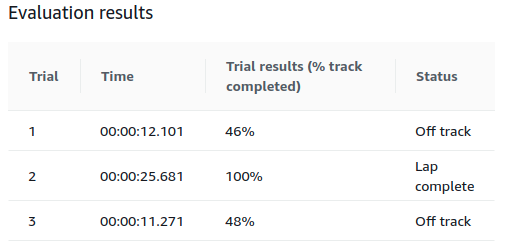 Evaluation results
Trial Time Trial results (% track completed) Status
1 00:00:12.101 46% Off track
2 00:00:25.681 100% Lap complete
3 00:00:11.271 48% Off track